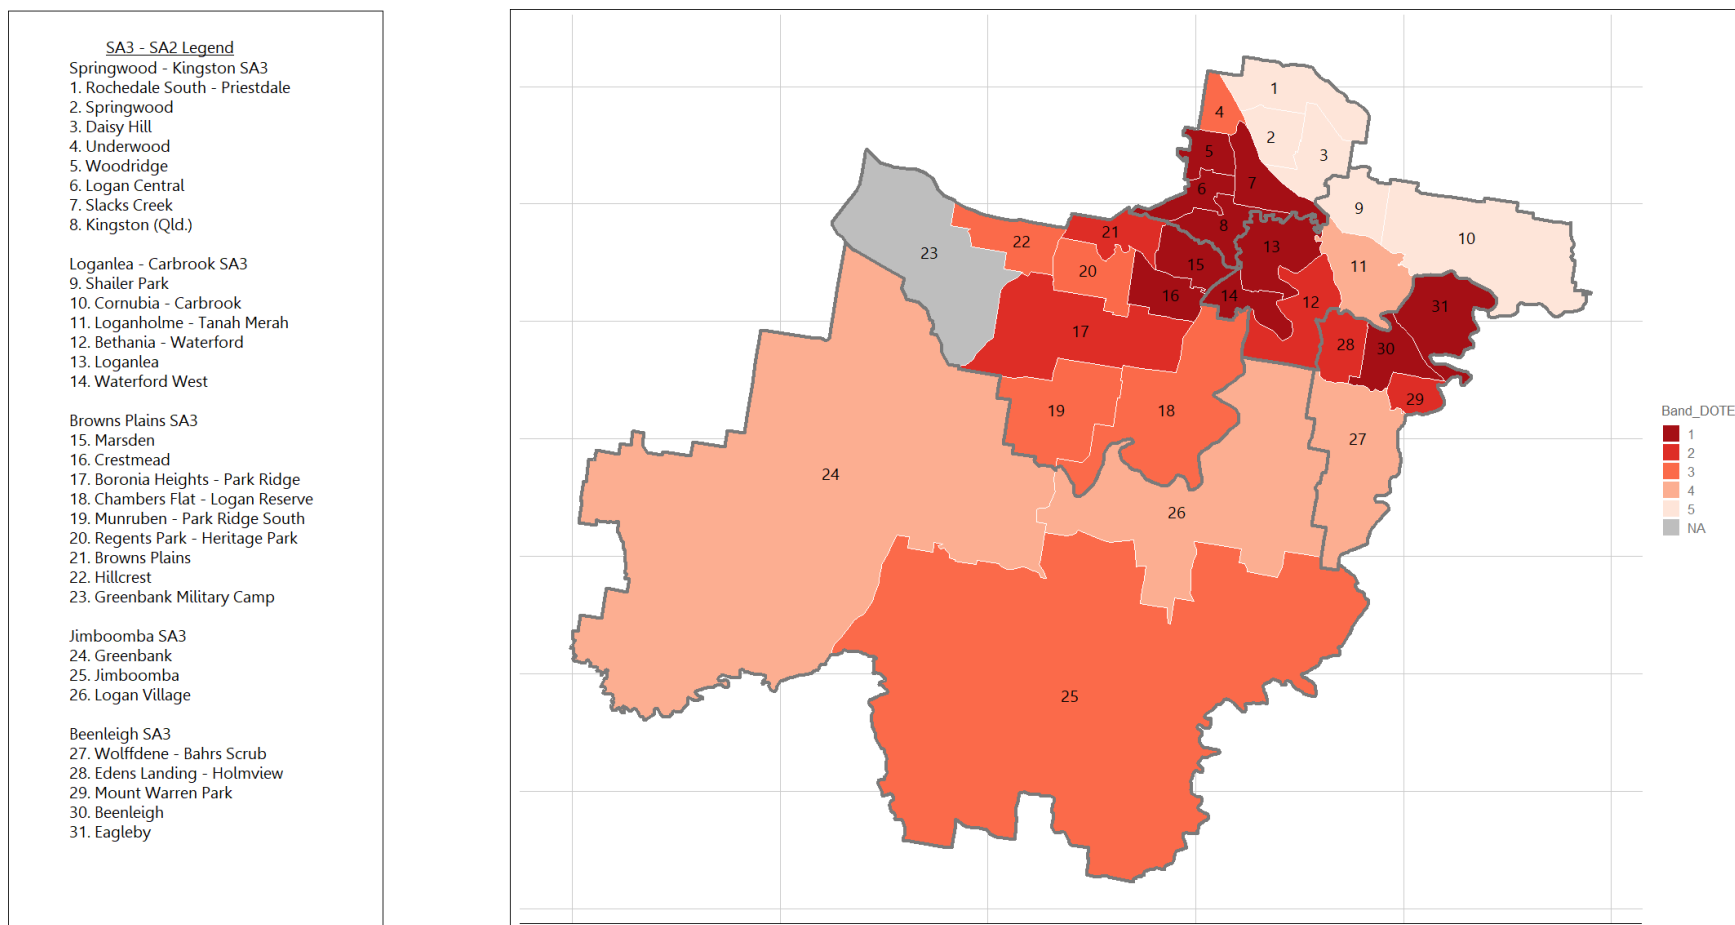 SA3 - SA2 Legend
Springwood - Kingston SA3
1. Rochedale South - Priestdale
2. Springwood
3. Daisy Hill
4. Underwood
5. Woodridge
6. Logan Central
7. Slacks Creek
8. Kingston (Qld.)
Loganlea - Carbrook SA3
9. Shailer Park
10. Cornubia - Carbrook
11. Loganholme - Tanah Merah
12. Bethania - Waterford
13. Loganlea
14. Waterford West
Browns Plains SA3
15. Marsden
16. Crestmead
17. Boronia Heights - Park Ridge
18. Chambers Flat - Logan Reserve
19. Munruben - Park Ridge South
20. Regents Park - Heritage Park
21. Browns Plains
22. Hillcrest
23. Greenbank Military Camp
Jimboomba SA3
24. Greenbank
25. Jimboomba
26. Logan Village
Beenleigh SA3
27. Wolffdene - Bahrs Scrub
28. Edens Landing - Holmview
29. Mount Warren Park
30. Beenleigh
31. Eagleby
1
4
2
5
3
6
7
9
8
21
22
10
13
23
15
11
20
16
14
12
31
17
28
30
29
19
18
27
24
26
25
Band_DOTE
1
2
3
4
5
NA